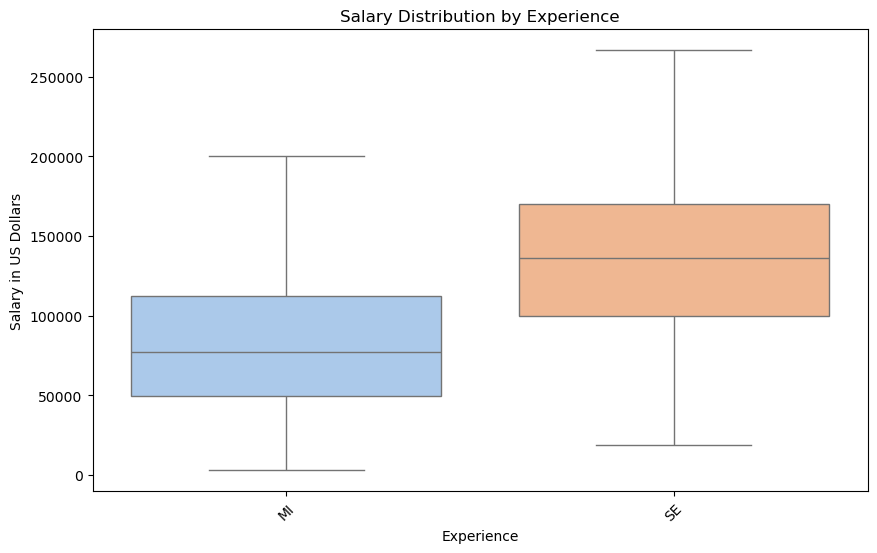 Salary Distribution by Experience
Salary in US Dollars
250000
200000
150000
100000
50000
0
MI
SE
Experience